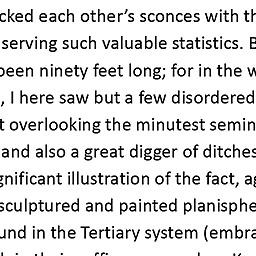 cked each other’s sconces with th
serving such valuable statistics. B
been ninety feet long; for in the w
, I here saw but a few disordered
t overlooking the minutest semin
and also a great digger of ditches
gnificant illustration of the fact, ag
sculptured and painted planisphe
und in the Tertiary system (embra